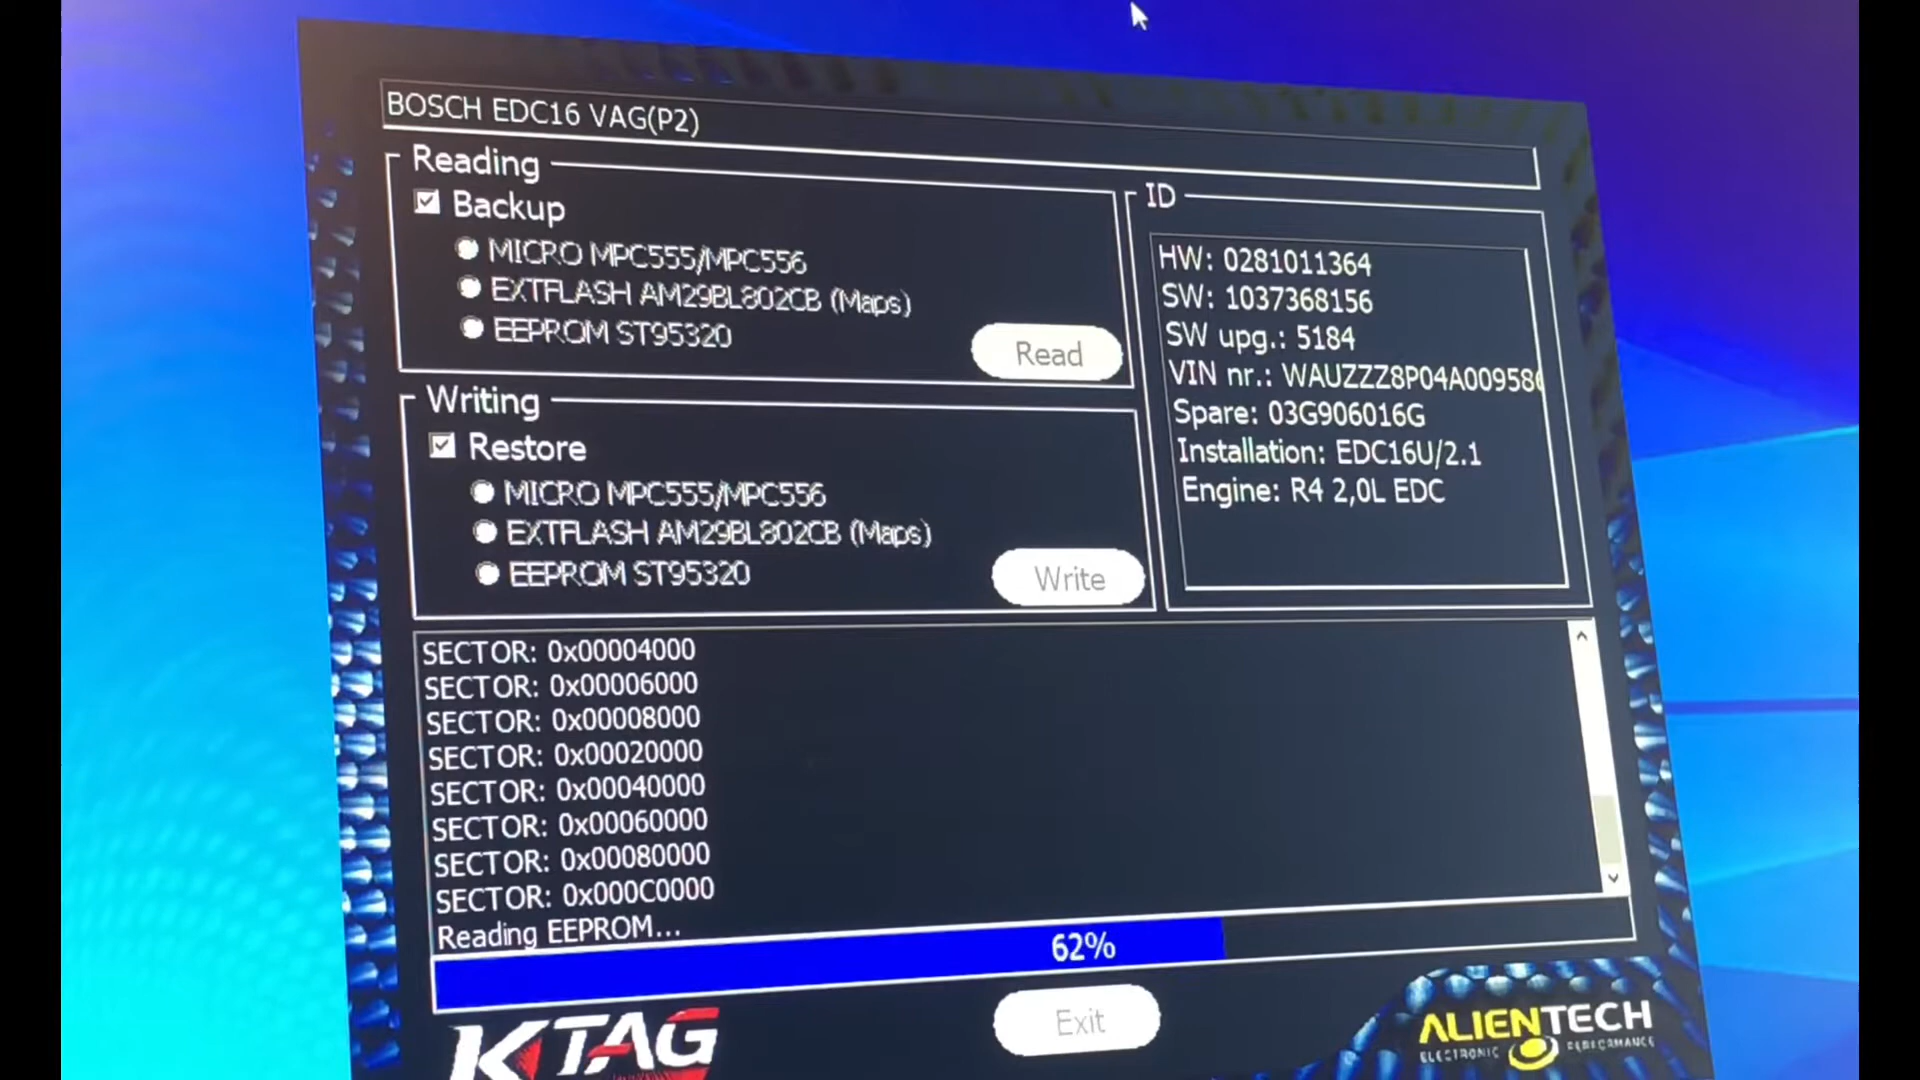 BOSCH EDC16 VAG(P2)
Reading
Backup
MICRO MPC555/MPC556
EXTFLASH AM29BL802CB (Maps)
EEPROM ST95320
Read
Writing
Restore
MICRO MPC555/MPC556
EXTFLASH AM29BL802CB (Maps)
EEPROM ST95320
Write
ID
HW: 0281011364
SW: 1037368156
SW upg.: 5184
VIN nr.: WAUZZZ8P04A009586
Spare: 03G906016G
Installation: EDC16U/2.1
Engine: R4 2,0L EDC
SECTOR: 0x00004000
SECTOR: 0x00006000
SECTOR: 0x00008000
SECTOR: 0x00020000
SECTOR: 0x00040000
SECTOR: 0x00060000
SECTOR: 0x00080000
SECTOR: 0x000C0000
Reading EEPROM...
62%
Exit
KTAG
ALIENTECH
ELECTRONIC PERFORMANCE